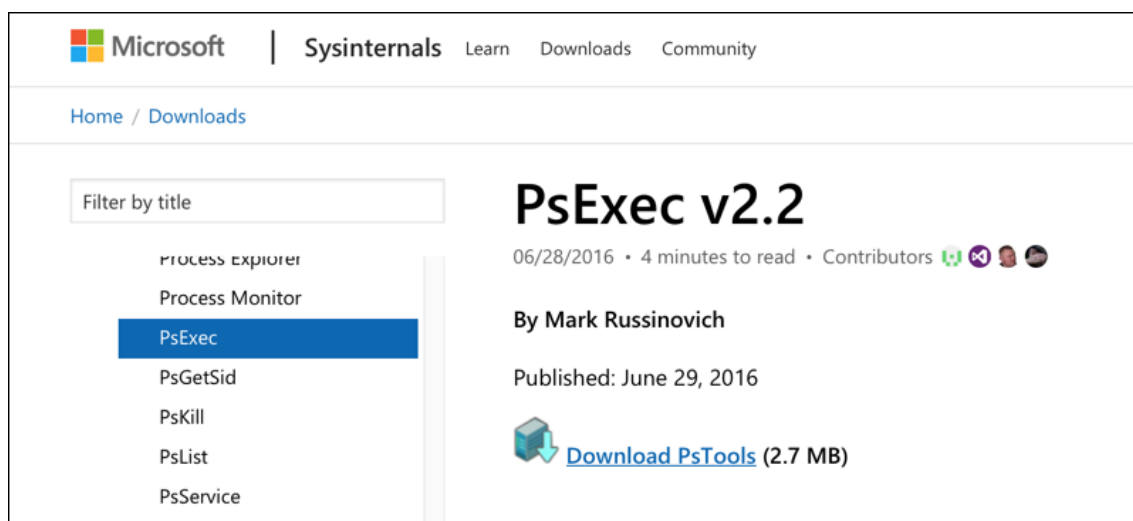 Microsoft | Sysinternals Learn Downloads Community
Home / Downloads
Filter by title
Process Explorer
Process Monitor
PsExec
PsGetSid
PsKill
PsList
PsService
PsExec v2.2
06/28/2016 • 4 minutes to read • Contributors
By Mark Russinovich
Published: June 29, 2016
Download PsTools (2.7 MB)